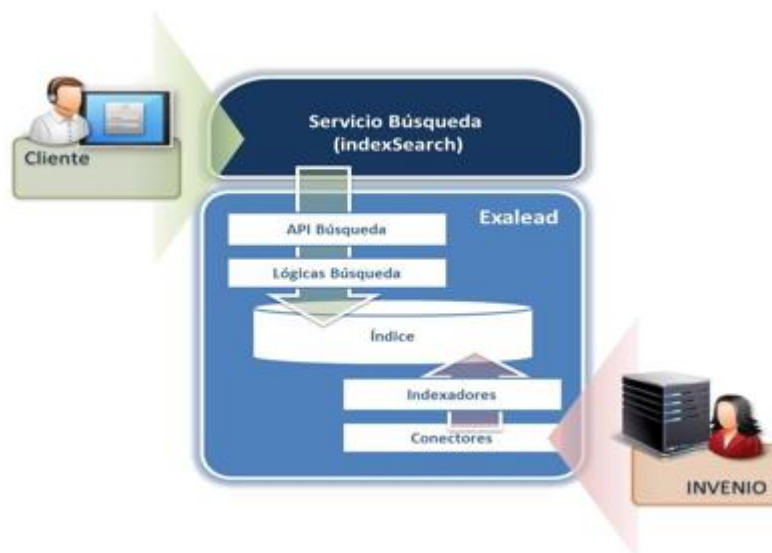 Servicio Búsqueda
(indexSearch)
Cliente
Exalead
API Búsqueda
Lógicas Búsqueda
Índice
Indexadores
Conectores
INVENIO